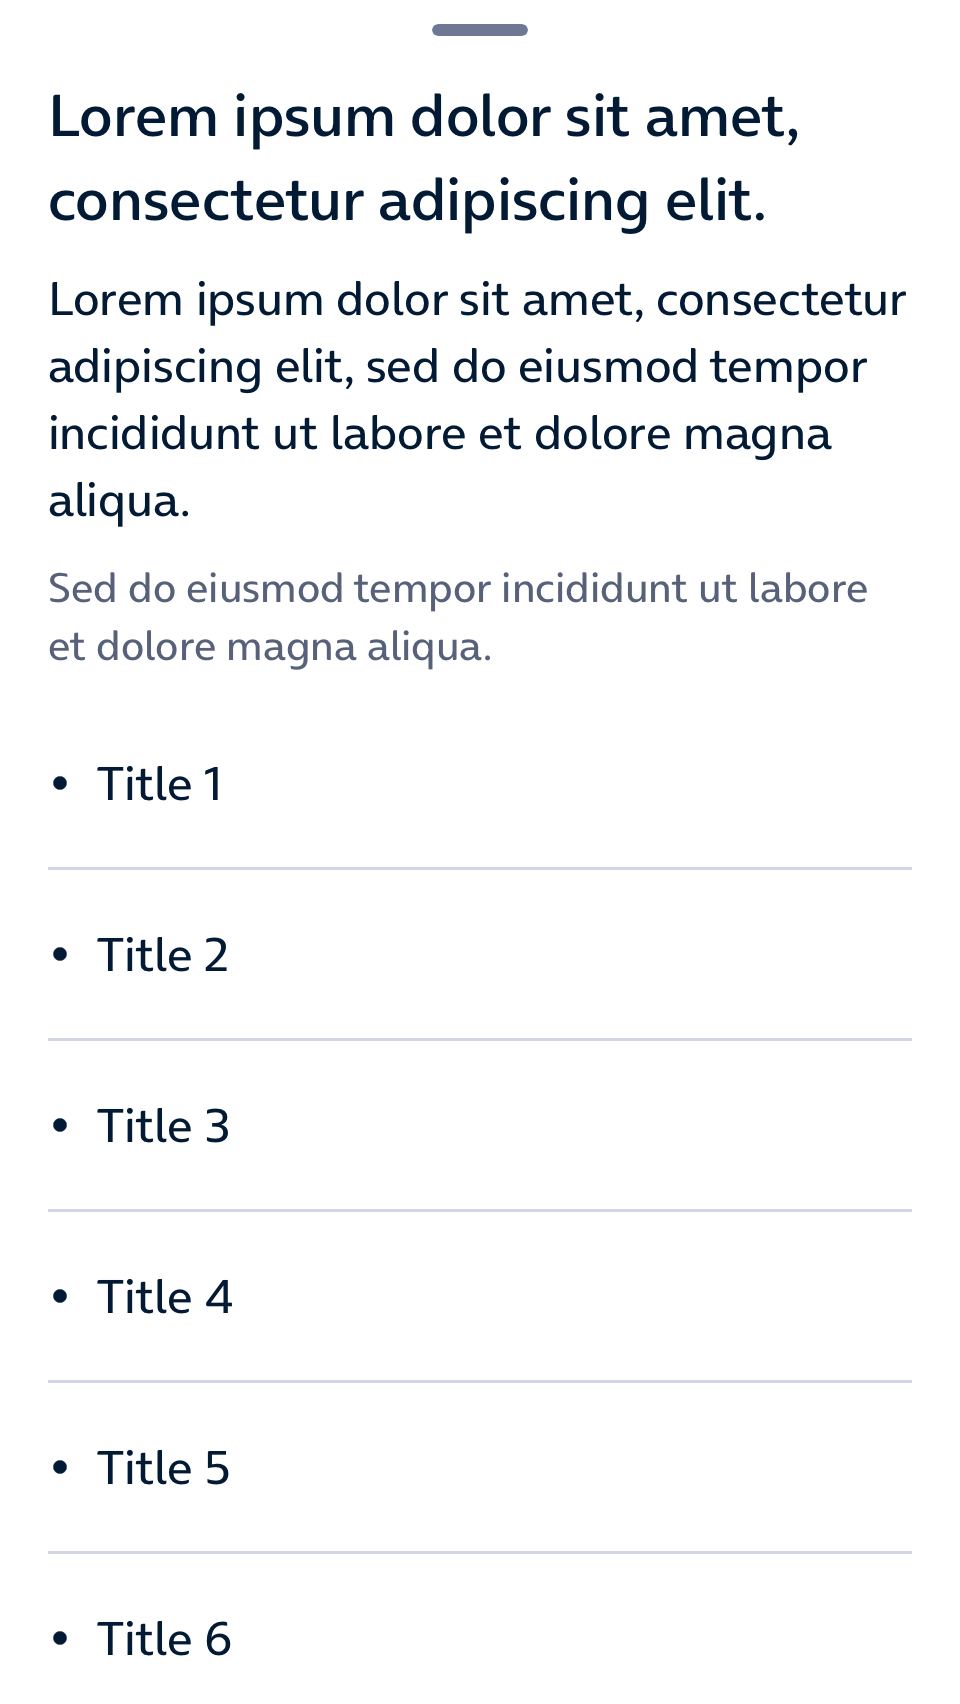 Lorem ipsum dolor sit amet,
consectetur adipiscing elit.
Lorem ipsum dolor sit amet, consectetur
adipiscing elit, sed do eiusmod tempor
incididunt ut labore et dolore magna
aliqua.
Sed do eiusmod tempor incididunt ut labore
et dolore magna aliqua.
• Title 1
• Title 2
• Title 3
• Title 4
• Title 5
• Title 6